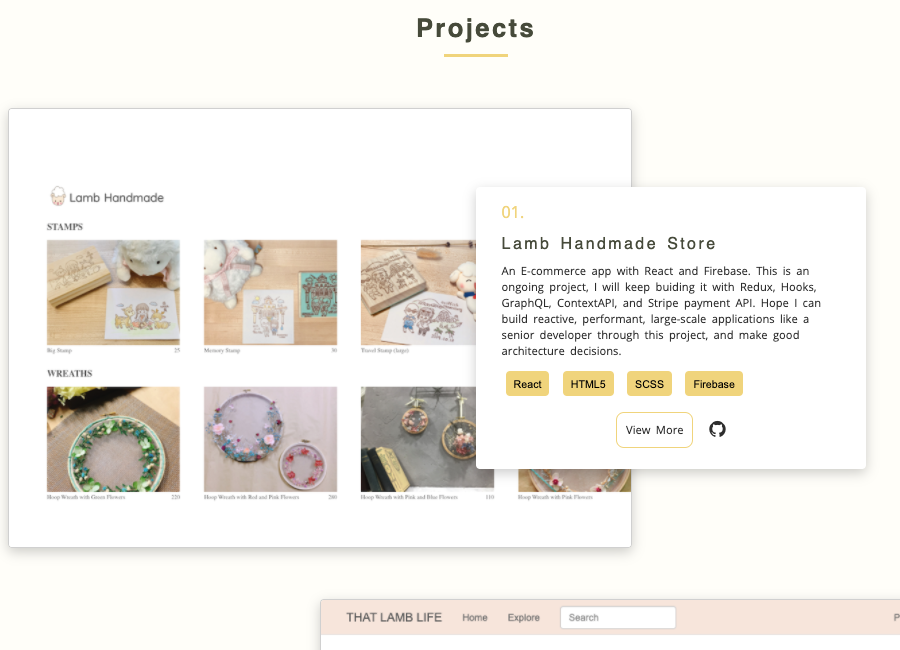 Projects
Lamb Handmade
STAMPS
Big Stamp 25
Memory Stamp 30
Travel Stamp (large)
WREATHS
Hoop Wreath with Green Flowers 220
Hoop Wreath with Red and Pink Flowers 280
Hoop Wreath with Pink and Blue Flowers 110
Hoop Wreath with Pink Flowers
01.
Lamb Handmade Store
An E-commerce app with React and Firebase. This is an
ongoing project, I will keep buiding it with Redux, Hooks,
GraphQL, ContextAPI, and Stripe payment API. Hope I can
build reactive, performant, large-scale applications like a
senior developer through this project, and make good
architecture decisions.
React HTML5 SCSS Firebase
View More
THAT LAMB LIFE Home Explore Search P